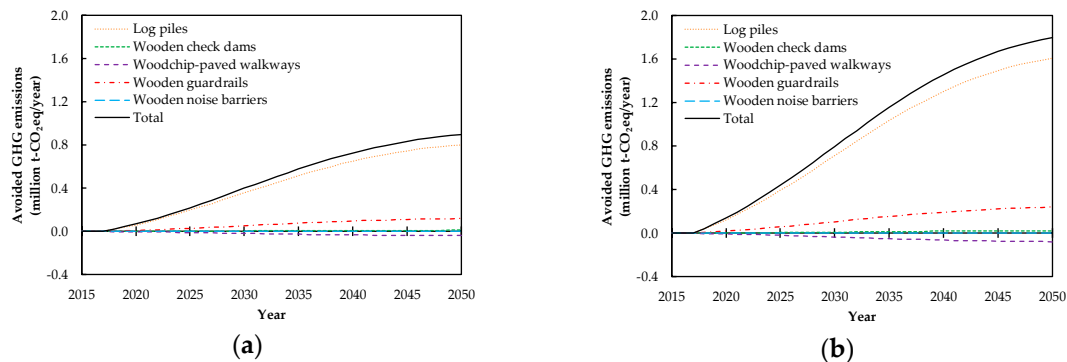 Avoided GHG emissions
(million t-CO₂eq/year)
2.0
1.6
1.2
0.8
0.4
0.0
-0.4
Log piles
Wooden check dams
Woodchip-paved walkways
Wooden guardrails
Wooden noise barriers
Total
2015 2020 2025 2030 2035 2040 2045 2050
Year
(a)
Avoided GHG emissions
(million t-CO₂eq/year)
2.0
1.6
1.2
0.8
0.4
0.0
-0.4
Log piles
Wooden check dams
Woodchip-paved walkways
Wooden guardrails
Wooden noise barriers
Total
2015 2020 2025 2030 2035 2040 2045 2050
Year
(b)